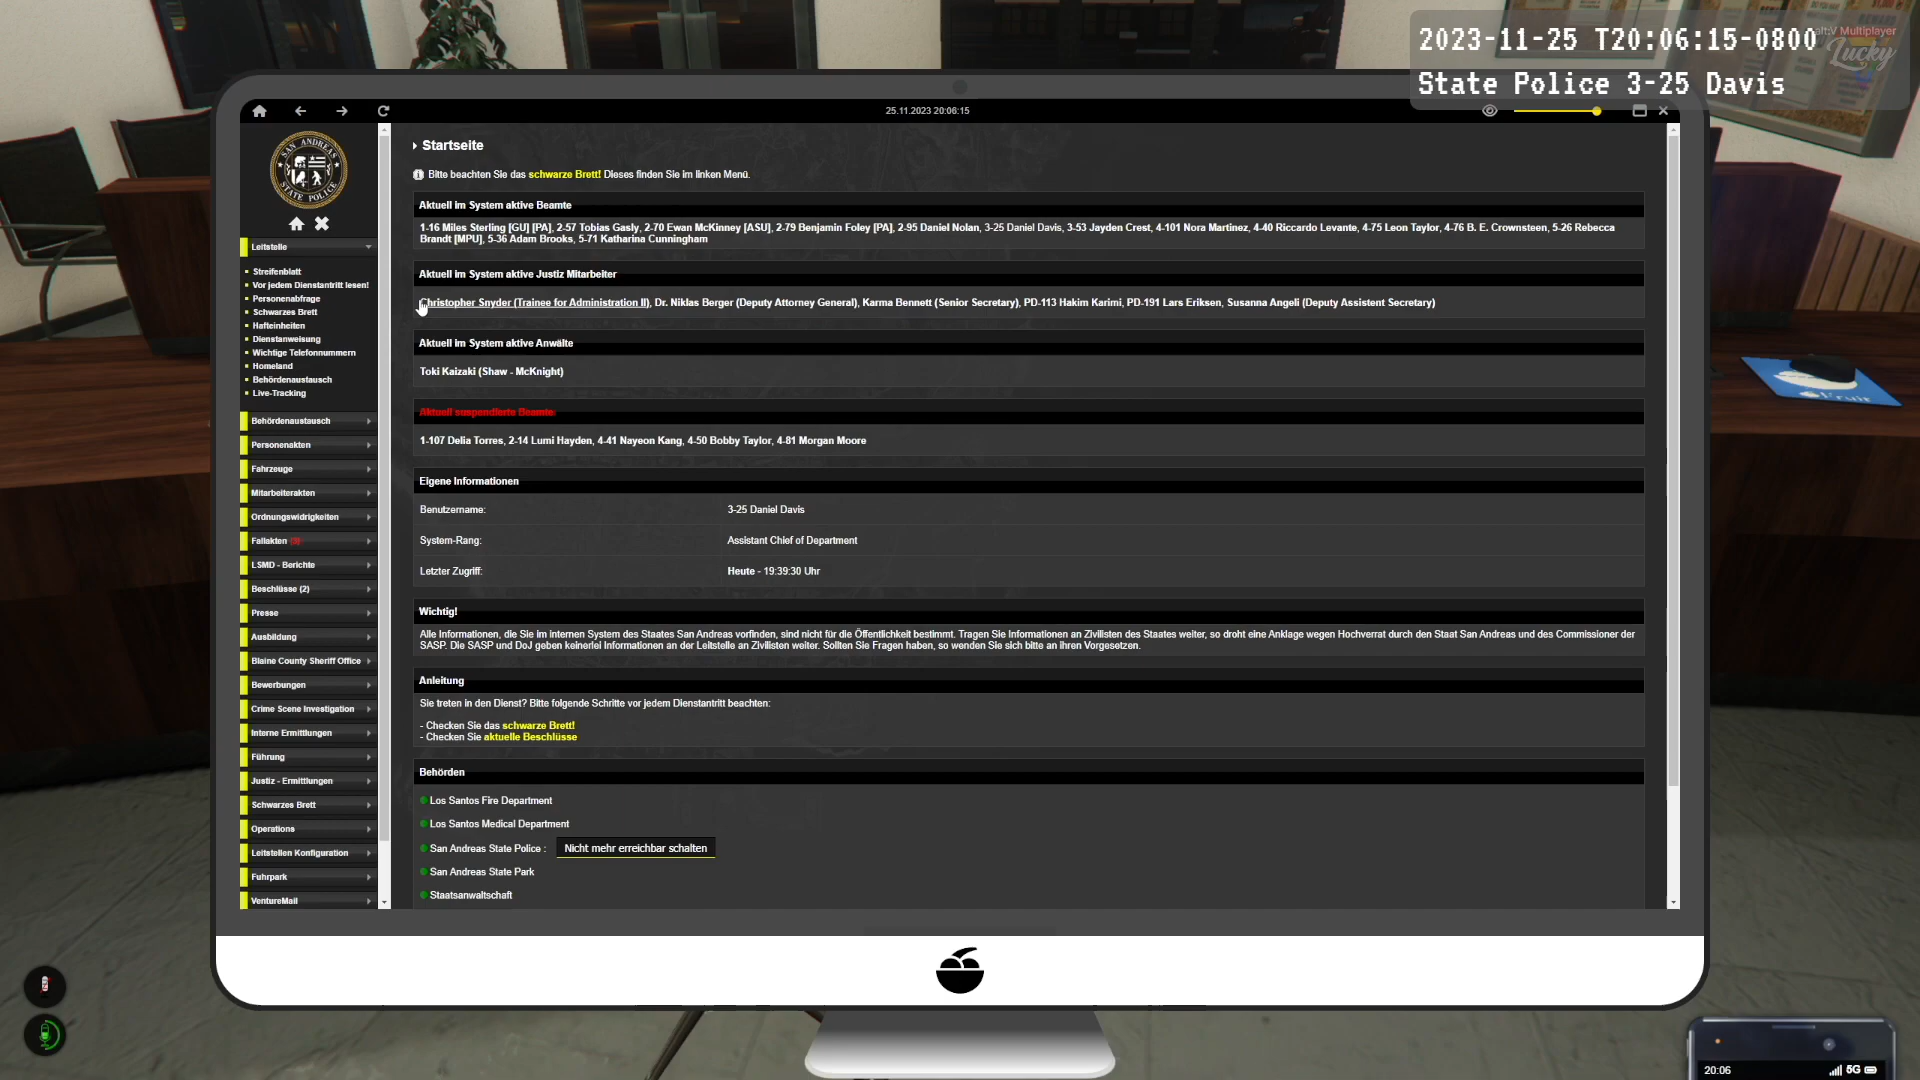 2023-11-25 T20:06:15-0800
State Police 3-25 Davis
alt:V Multiplayer
Lucky
25.11.2023 20:06:15
SAN ANDREAS
STATE POLICE
Leitstelle
Streifenblatt
Vor jedem Dienstantritt lesen!
Personenabfrage
Schwarzes Brett
Hafteinheiten
Dienstanweisung
Wichtige Telefonnummern
Homeland
Behördenaustausch
Live-Tracking
Behördenaustausch
Personenakten
Fahrzeuge
Mitarbeiterakten
Ordnungswidrigkeiten
Fallakten (3)
LSMD - Berichte
Beschlüsse (2)
Presse
Ausbildung
Blaine County Sheriff Office
Bewerbungen
Crime Scene Investigation
Interne Ermittlungen
Führung
Justiz - Ermittlungen
Schwarzes Brett
Operations
Leitstellen Konfiguration
Fuhrpark
VentureMail
Startseite
Bitte beachten Sie das schwarze Brett! Dieses finden Sie im linken Menü.
Aktuell im System aktive Beamte
1-16 Miles Sterling [GU] [PA], 2-57 Tobias Gasly, 2-70 Ewan McKinney [ASU], 2-79 Benjamin Foley [PA], 2-95 Daniel Nolan, 3-25 Daniel Davis, 3-53 Jayden Crest, 4-101 Nora Martinez, 4-40 Riccardo Levante, 4-75 Leon Taylor, 4-76 B. E. Crownsteen, 5-26 Rebecca
Brandt [MPU], 5-36 Adam Brooks, 5-71 Katharina Cunningham
Aktuell im System aktive Justiz Mitarbeiter
Christopher Snyder (Trainee for Administration II), Dr. Niklas Berger (Deputy Attorney General), Karma Bennett (Senior Secretary), PD-113 Hakim Karimi, PD-191 Lars Eriksen, Susanna Angeli (Deputy Assistent Secretary)
Aktuell im System aktive Anwälte
Toki Kaizaki (Shaw - McKnight)
Aktuell suspendierte Beamte
1-107 Delia Torres, 2-14 Lumi Hayden, 4-41 Nayeon Kang, 4-50 Bobby Taylor, 4-81 Morgan Moore
Eigene Informationen
Benutzername: 3-25 Daniel Davis
System-Rang: Assistant Chief of Department
Letzter Zugriff: Heute - 19:39:30 Uhr
Wichtig!
Alle Informationen, die Sie im internen System des Staates San Andreas vorfinden, sind nicht für die Öffentlichkeit bestimmt. Tragen Sie Informationen an Zivilisten des Staates weiter, so droht eine Anklage wegen Hochverrat durch den Staat San Andreas und des Commissioner der
SASP. Die SASP und DoJ geben keinerlei Informationen an der Leitstelle an Zivilisten weiter. Sollten Sie Fragen haben, so wenden Sie sich bitte an Ihren Vorgesetzen.
Anleitung
Sie treten in den Dienst? Bitte folgende Schritte vor jedem Dienstantritt beachten:
- Checken Sie das schwarze Brett!
- Checken Sie aktuelle Beschlüsse
Behörden
Los Santos Fire Department
Los Santos Medical Department
San Andreas State Police : Nicht mehr erreichbar schalten
San Andreas State Park
Staatsanwaltschaft
Fruit
20:06 5G